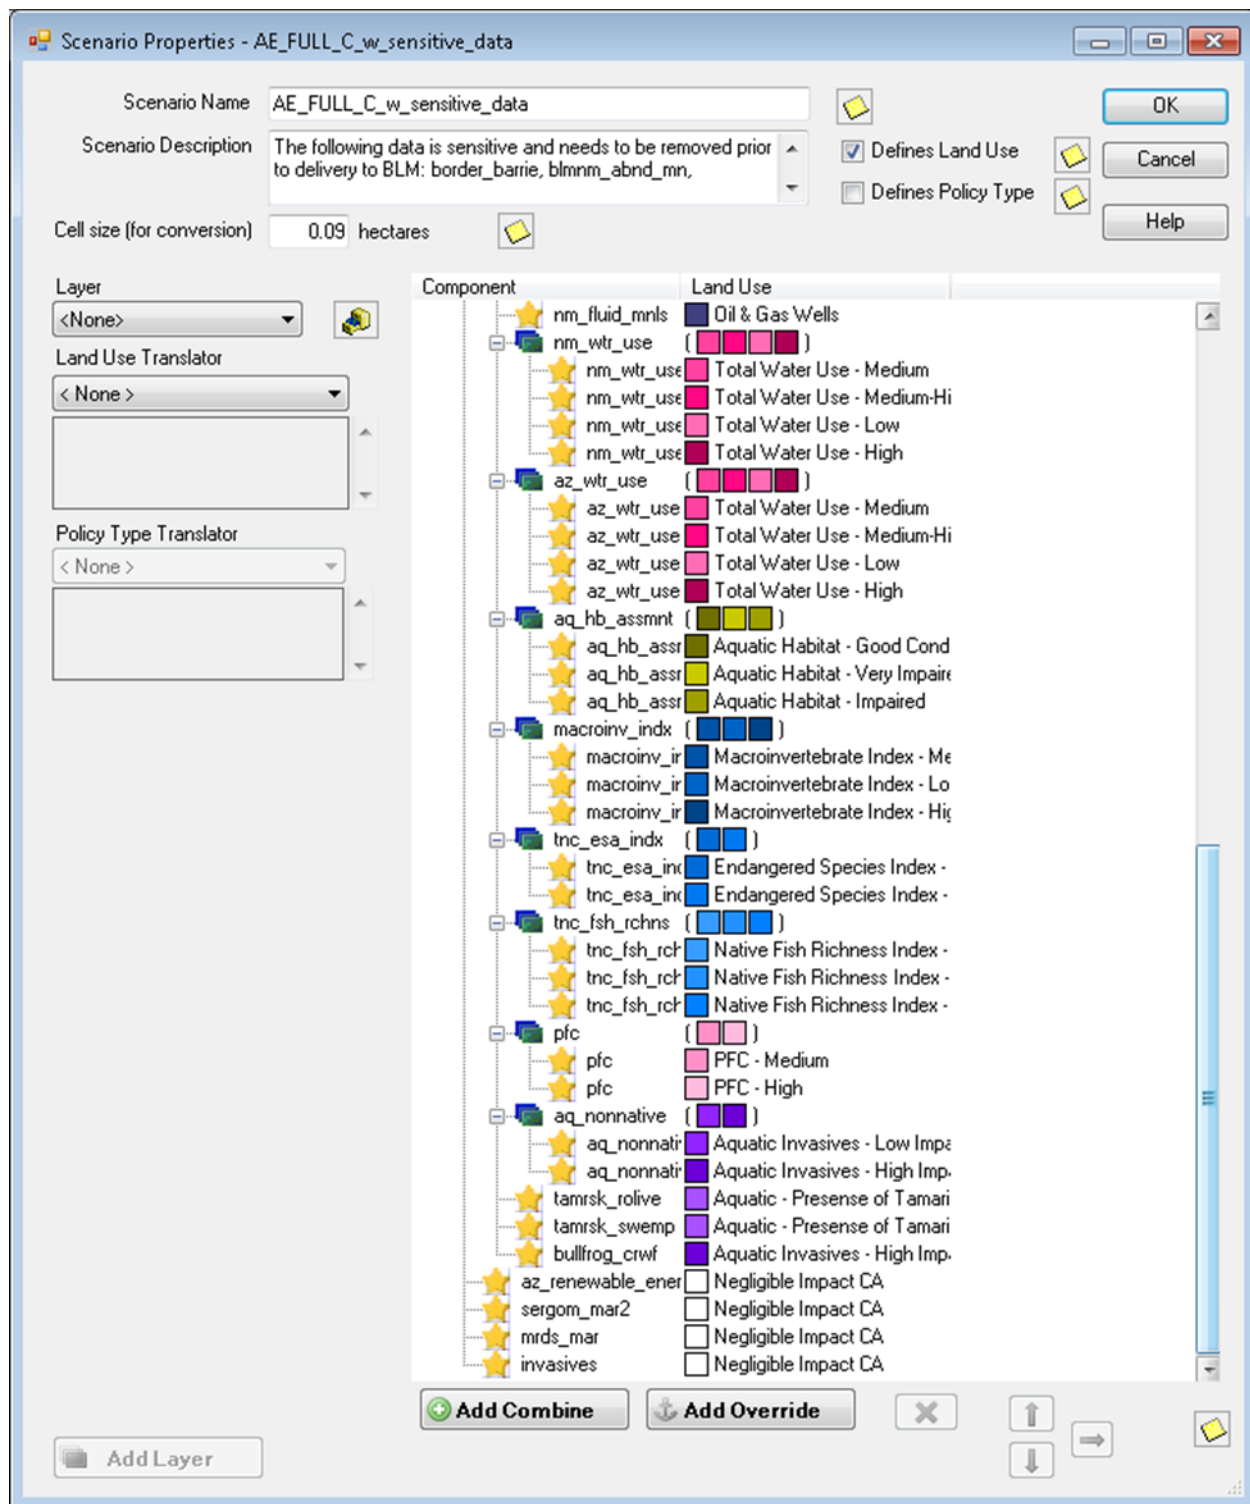 Scenario Properties - AE_FULL_C_w_sensitive_data
Scenario Name AE_FULL_C_w_sensitive_data OK
Scenario Description The following data is sensitive and needs to be removed prior
to delivery to BLM: border_barrie, blmnm_abnd_mn,
Defines Land Use Cancel
Defines Policy Type
Cell size (for conversion) 0.09 hectares Help
Layer
<None>
Land Use Translator
< None >
Policy Type Translator
< None >
Component Land Use
nm_fluid_mnls Oil & Gas Wells
nm_wtr_use ( )
nm_wtr_use Total Water Use - Medium
nm_wtr_use Total Water Use - Medium-Hi
nm_wtr_use Total Water Use - Low
nm_wtr_use Total Water Use - High
az_wtr_use ( )
az_wtr_use Total Water Use - Medium
az_wtr_use Total Water Use - Medium-Hi
az_wtr_use Total Water Use - Low
az_wtr_use Total Water Use - High
aq_hb_assmnt ( )
aq_hb_assr Aquatic Habitat - Good Cond
aq_hb_assr Aquatic Habitat - Very Impaire
aq_hb_assr Aquatic Habitat - Impaired
macroinv_indx ( )
macroinv_ir Macroinvertebrate Index - Me
macroinv_ir Macroinvertebrate Index - Lo
macroinv_ir Macroinvertebrate Index - Hig
tnc_esa_indx ( )
tnc_esa_in Endangered Species Index -
tnc_esa_in Endangered Species Index -
tnc_fsh_rchns ( )
tnc_fsh_rch Native Fish Richness Index -
tnc_fsh_rch Native Fish Richness Index -
tnc_fsh_rch Native Fish Richness Index -
pfc ( )
pfc PFC - Medium
pfc PFC - High
aq_nonnative ( )
aq_nonnati Aquatic Invasives - Low Impa
aq_nonnati Aquatic Invasives - High Imp
tamrsk_rolive Aquatic - Presense of Tamari
tamrsk_swemp Aquatic - Presense of Tamari
bullfrog_crwf Aquatic Invasives - High Imp
az_renewable_ener Negligible Impact CA
sergom_mar2 Negligible Impact CA
mrds_mar Negligible Impact CA
invasives Negligible Impact CA
Add Combine Add Override
Add Layer